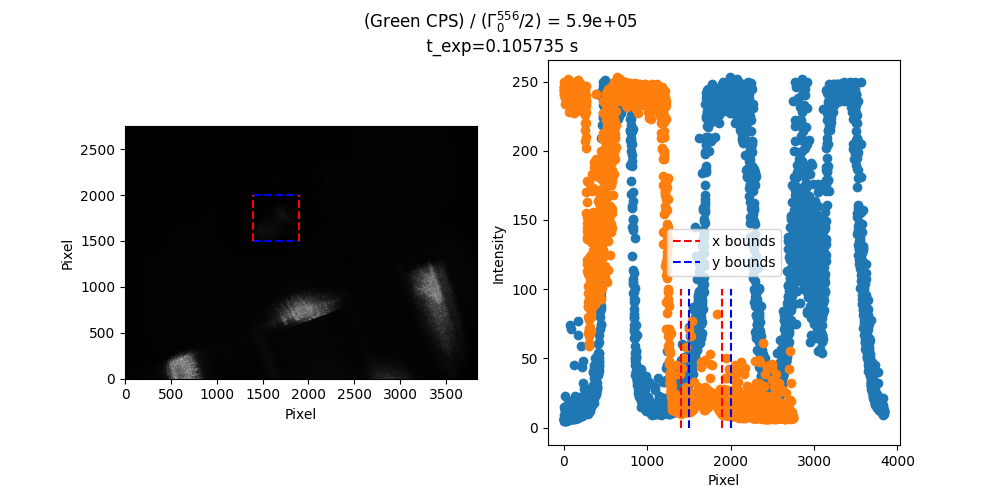 (Green CPS) / (Γ₀⁵⁵⁶/2) = 5.9e+05
t_exp=0.105735 s
Pixel
2500
2000
1500
1000
500
0
0 500 1000 1500 2000 2500 3000 3500
Pixel
Intensity
250
200
150
100
50
0
x bounds
y bounds
0 1000 2000 3000 4000
Pixel